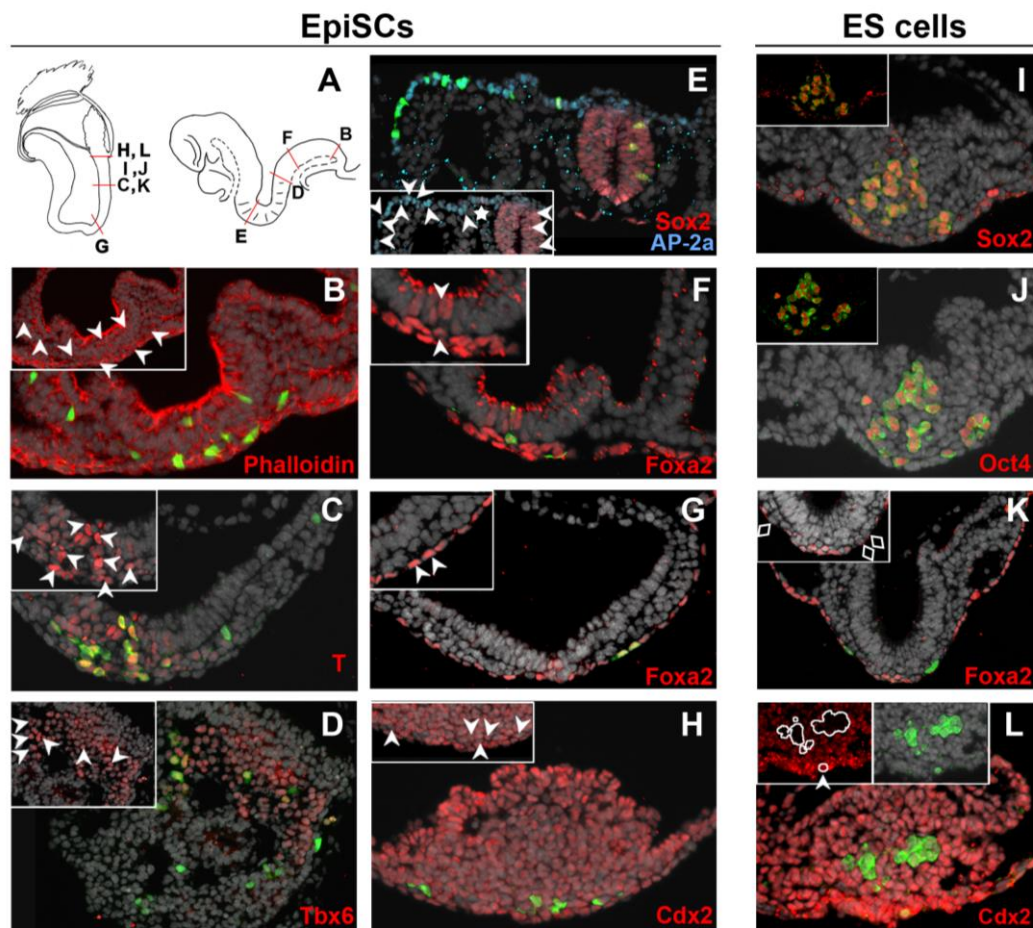 EpiSCs
ES cells
A
H, L
I, J
C, K
G
F
B
D
E
E
Sox2
AP-2a
I
Sox2
B
Phalloidin
F
Foxa2
J
Oct4
C
T
G
Foxa2
K
Foxa2
D
Tbx6
H
Cdx2
L
Cdx2